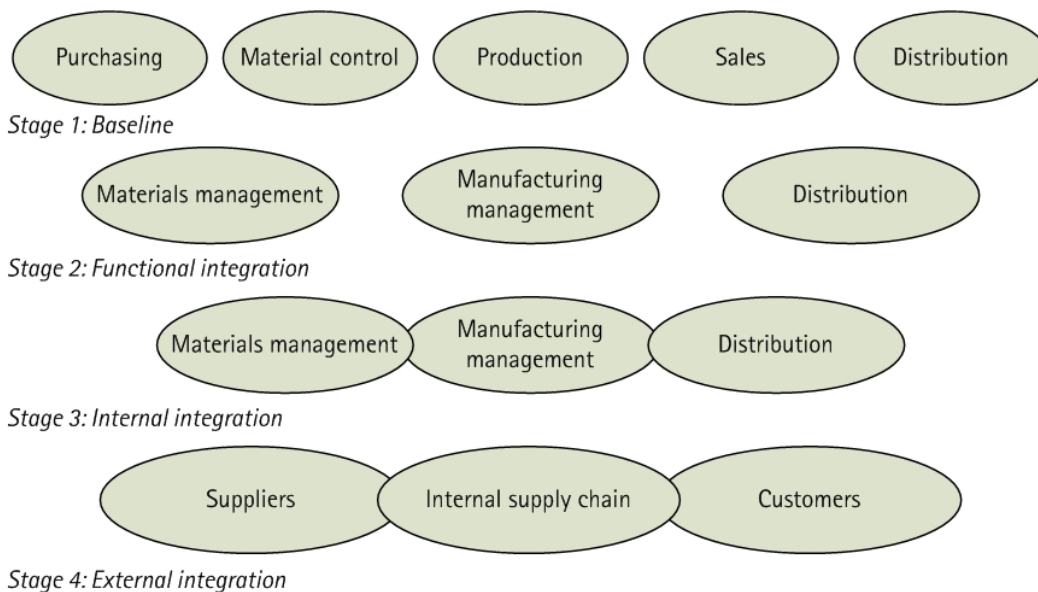 Purchasing
Material control
Production
Sales
Distribution
Stage 1: Baseline
Materials management
Manufacturing
management
Distribution
Stage 2: Functional integration
Materials management
Manufacturing
management
Distribution
Stage 3: Internal integration
Suppliers
Internal supply chain
Customers
Stage 4: External integration